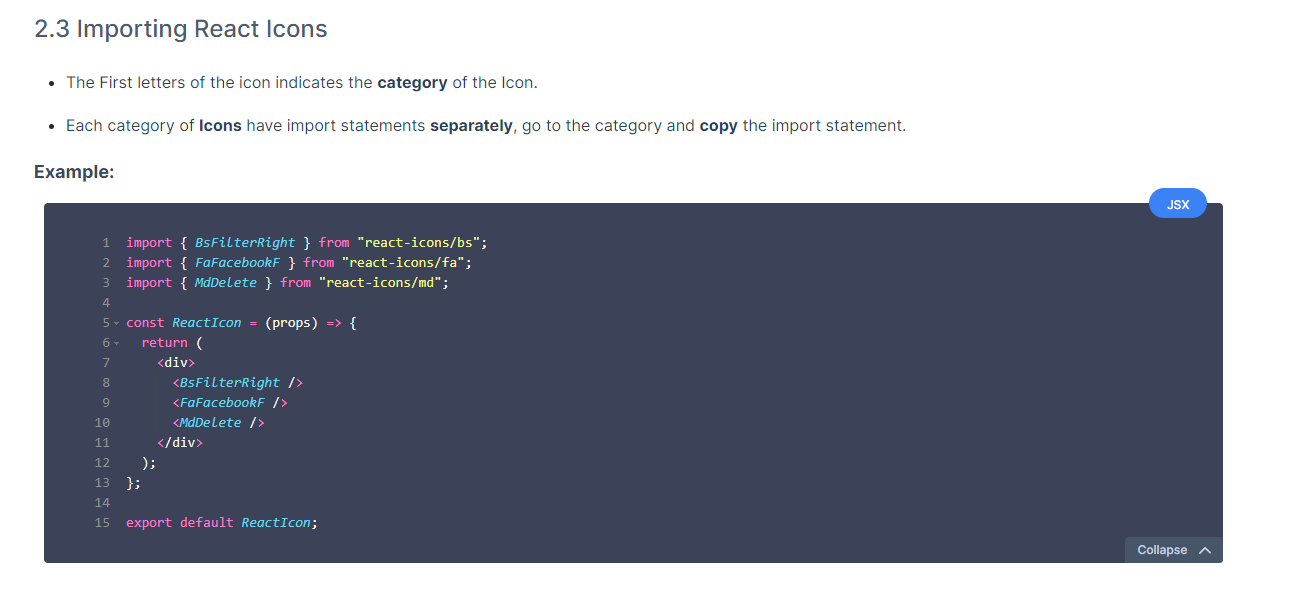 2.3 Importing React Icons
The First letters of the icon indicates the category of the Icon.
Each category of Icons have import statements separately, go to the category and copy the import statement.
Example:
JSX
1 import { BsFilterRight } from "react-icons/bs";
2 import { FaFacebookF } from "react-icons/fa";
3 import { MdDelete } from "react-icons/md";
4
5 const ReactIcon = (props) => {
6   return (
7     <div>
8       <BsFilterRight />
9       <FaFacebookF />
10       <MdDelete />
11     </div>
12   );
13 };
14
15 export default ReactIcon;
Collapse